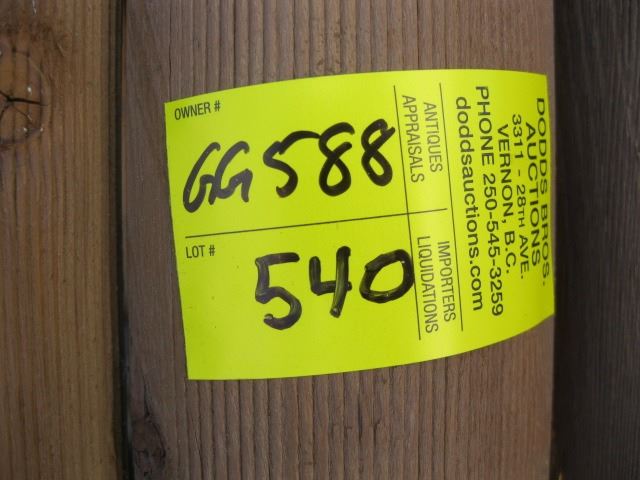 DODDS BROS.
AUCTIONS
3311 - 28TH AVE.
VERNON, B.C.
PHONE 250-545-3259
doddsauctions.com
ANTIQUES
APPRAISALS
IMPORTERS
LIQUIDATIONS
OWNER #
GG588
LOT #
540